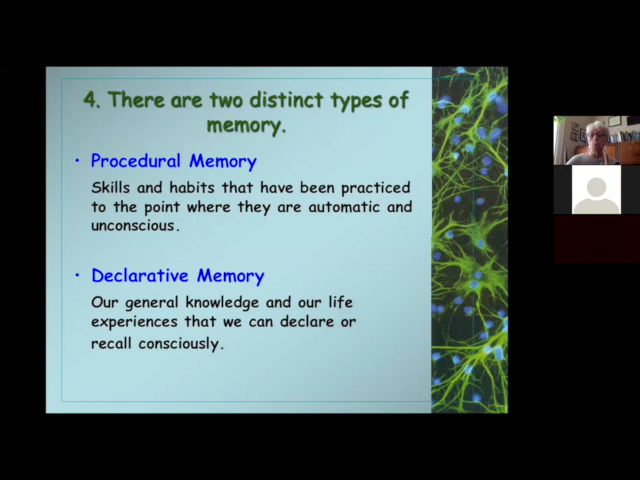 4. There are two distinct types of
memory.
• Procedural Memory
Skills and habits that have been practiced
to the point where they are automatic and
unconscious.
• Declarative Memory
Our general knowledge and our life
experiences that we can declare or
recall consciously.